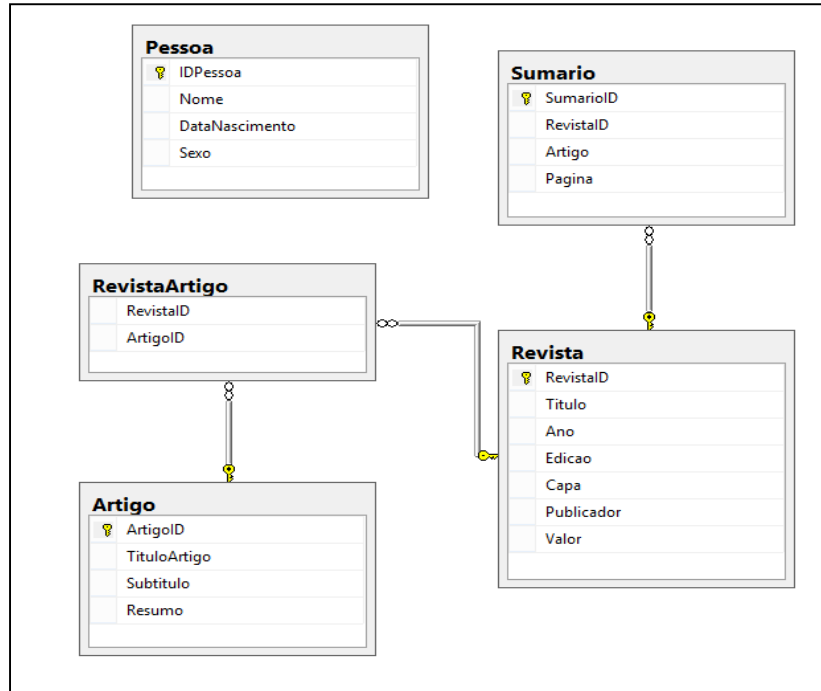 Pessoa
IDPessoa
Nome
DataNascimento
Sexo
Sumario
SumarioID
RevistaID
Artigo
Pagina
RevistaArtigo
RevistaID
ArtigoID
Revista
RevistaID
Titulo
Ano
Edicao
Capa
Publicador
Valor
Artigo
ArtigoID
TituloArtigo
Subtitulo
Resumo